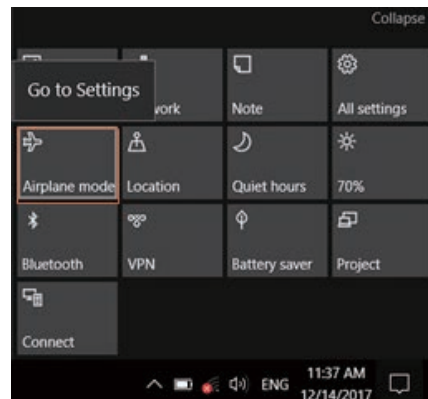 Collapse
Go to Settings
work Note All settings
Airplane mode Location Quiet hours 70%
Bluetooth VPN Battery saver Project
Connect
ENG 11:37 AM
12/14/2017